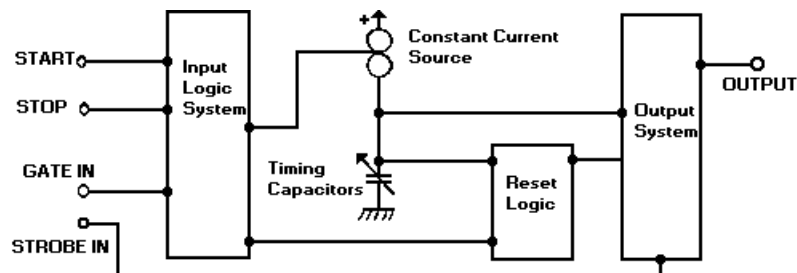 START
STOP
GATE IN
STROBE IN
Input
Logic
System
+
Constant Current
Source
Timing
Capacitors
Reset
Logic
Output
System
OUTPUT